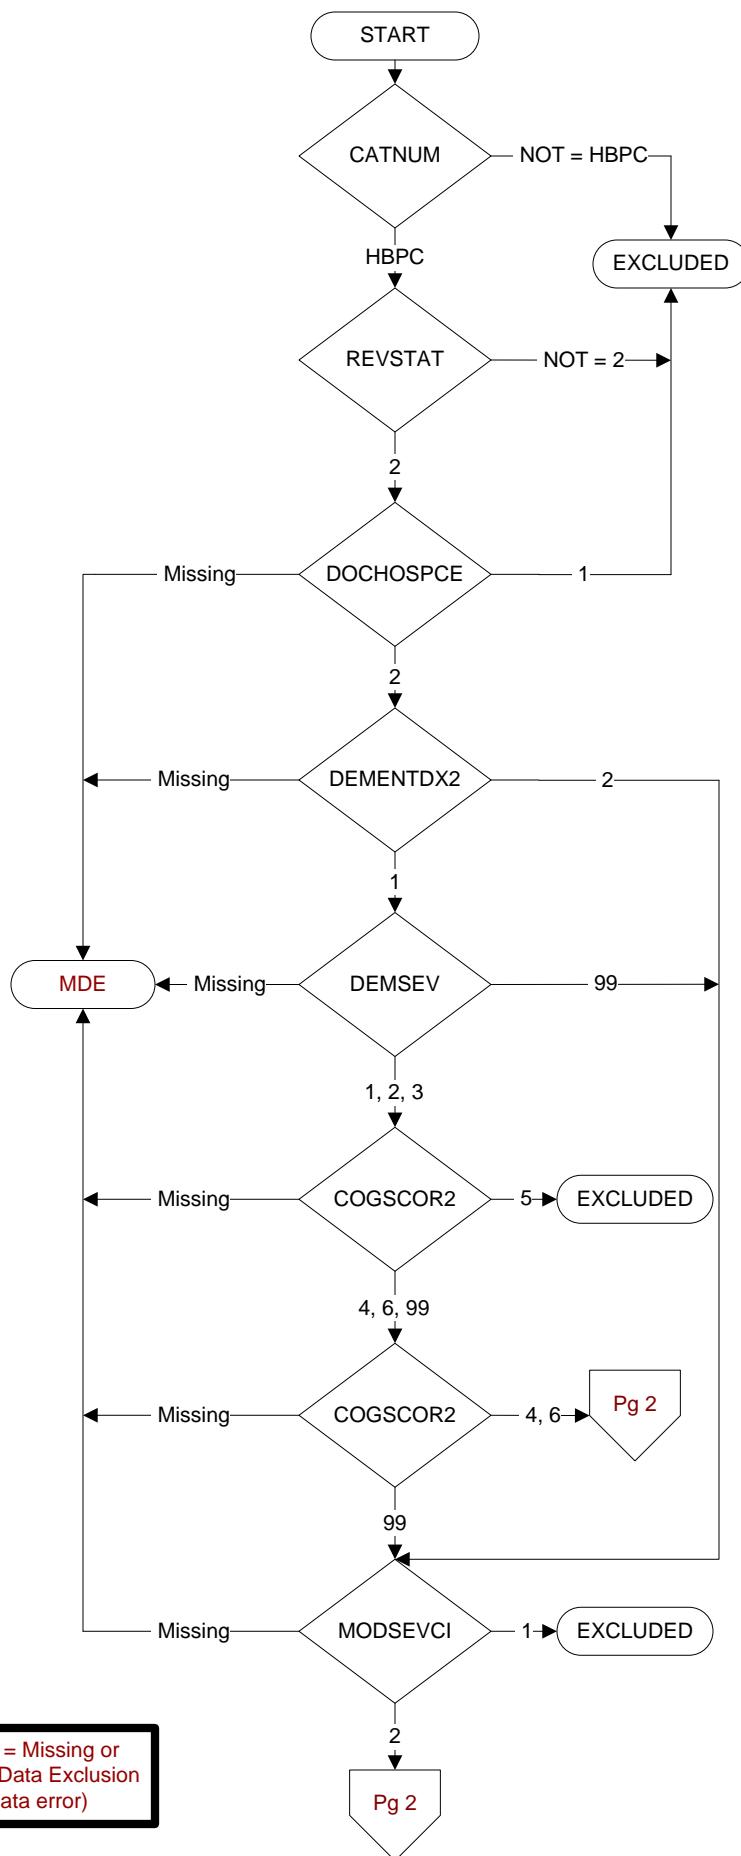 START
CATNUM
NOT = HBPC
EXCLUDED
HBPC
REVSTAT
NOT = 2
2
Missing
DOCHOSPCE
1
2
Missing
DEMENTDX2
2
1
MDE
Missing
DEMSEV
99
1, 2, 3
Missing
COGSCOR2
5
EXCLUDED
4, 6, 99
Missing
COGSCOR2
4, 6
Pg 2
99
Missing
MODSEVCI
1
EXCLUDED
2
= Missing or
Data Exclusion
ata error)
Pg 2